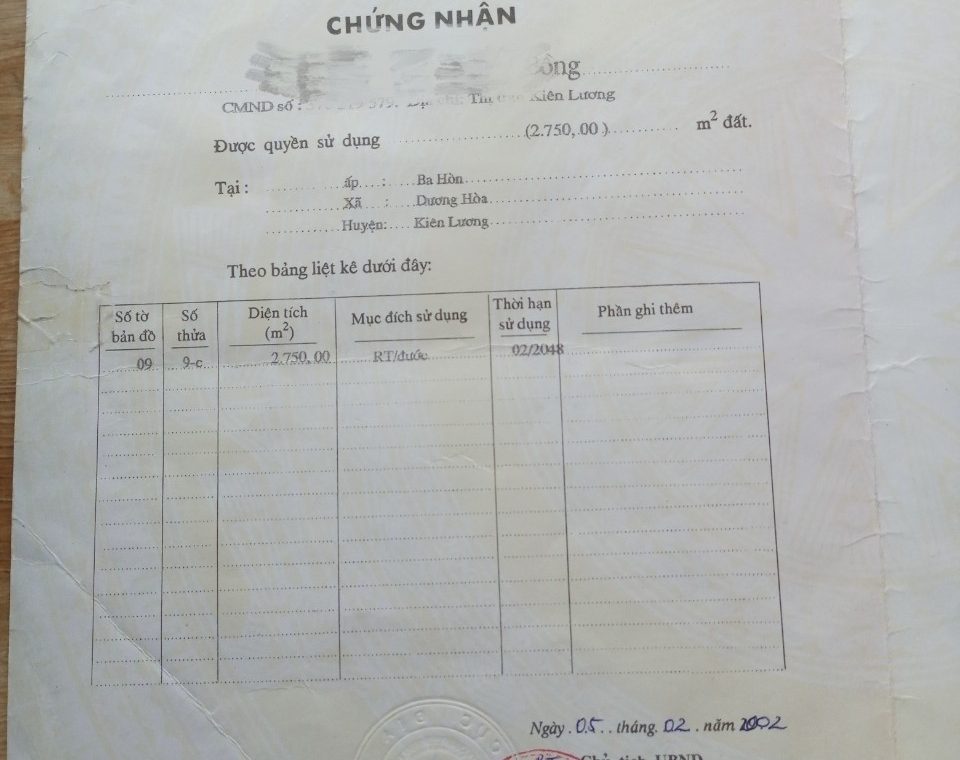 CHỨNG NHẬN
ông
CMND số : Kiên Lương
Được quyền sử dụng (2.750,00) m² đất.
Tại : ấp : Ba Hòn
Xã : Dương Hòa
Huyện: Kiên Lương
Theo bảng liệt kê dưới đây:
Số tờ bản đồ Số thửa Diện tích (m²) Mục đích sử dụng Thời hạn sử dụng Phần ghi thêm
09 9-c 2.750,00 RT/đước 02/2048
Ngày 05 tháng 02 năm 2002
Chủ tịch UBND